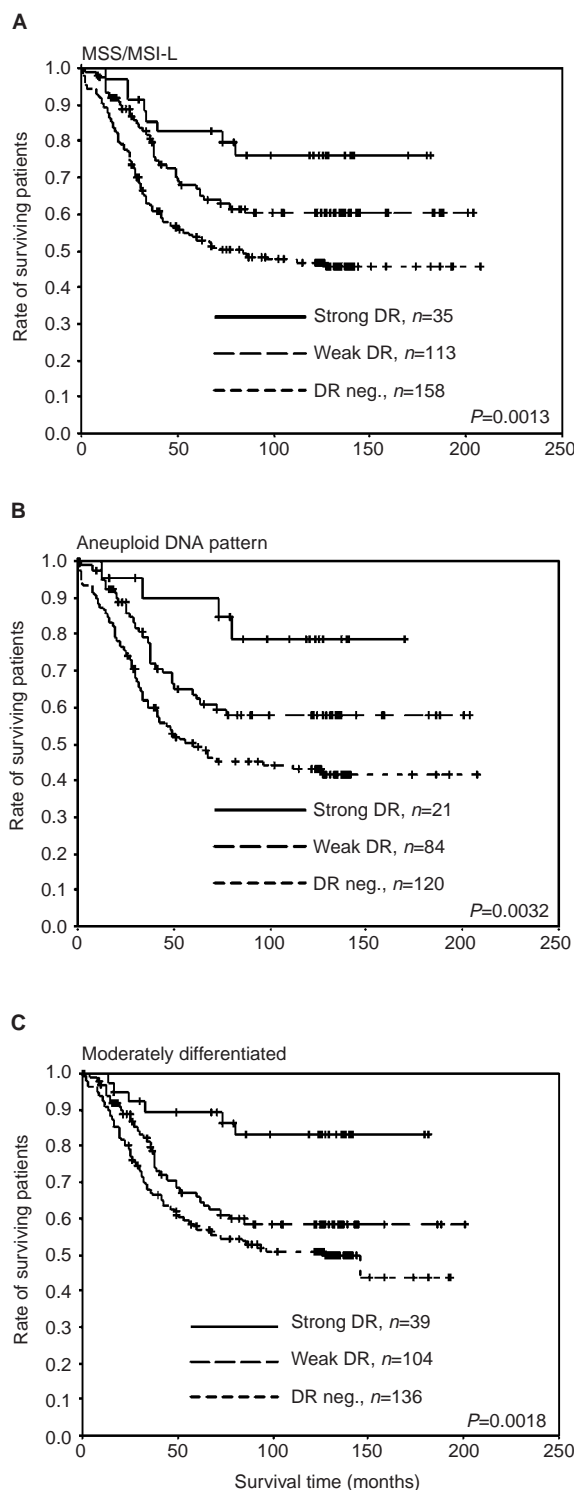 A
MSS/MSI-L
1.0
0.9
0.8
0.7
0.6
0.5
0.4
0.3
0.2
0.1
0.0
Rate of surviving patients
Strong DR, n=35
Weak DR, n=113
DR neg., n=158
P=0.0013
0 50 100 150 200 250
B
Aneuploid DNA pattern
1.0
0.9
0.8
0.7
0.6
0.5
0.4
0.3
0.2
0.1
0.0
Rate of surviving patients
Strong DR, n=21
Weak DR, n=84
DR neg., n=120
P=0.0032
0 50 100 150 200 250
C
Moderately differentiated
1.0
0.9
0.8
0.7
0.6
0.5
0.4
0.3
0.2
0.1
0.0
Rate of surviving patients
Strong DR, n=39
Weak DR, n=104
DR neg., n=136
P=0.0018
0 50 100 150 200 250
Survival time (months)